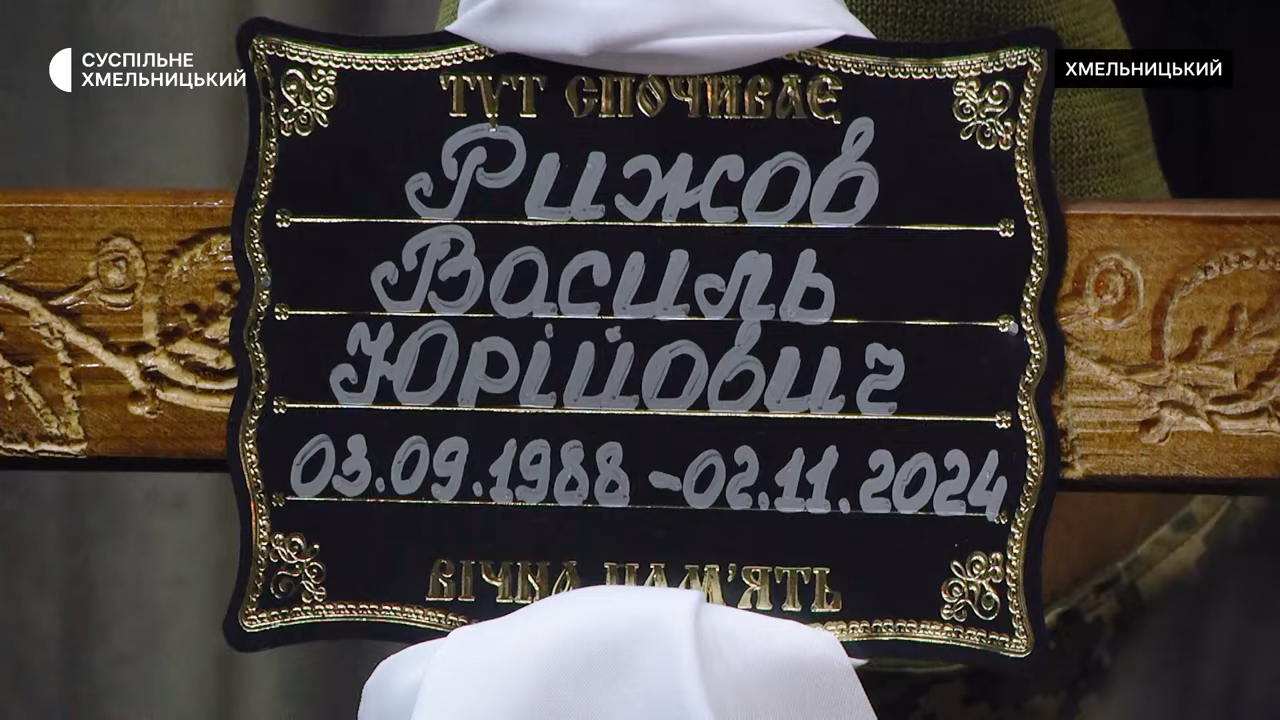 СУСПІЛЬНЕ
ХМЕЛЬНИЦЬКИЙ
ХМЕЛЬНИЦЬКИЙ
ТУТ СПОЧИВАЄ
Рижов
Василь
Юрійович
03.09.1988-02.11.2024
ВІЧНА ПАМ'ЯТЬ